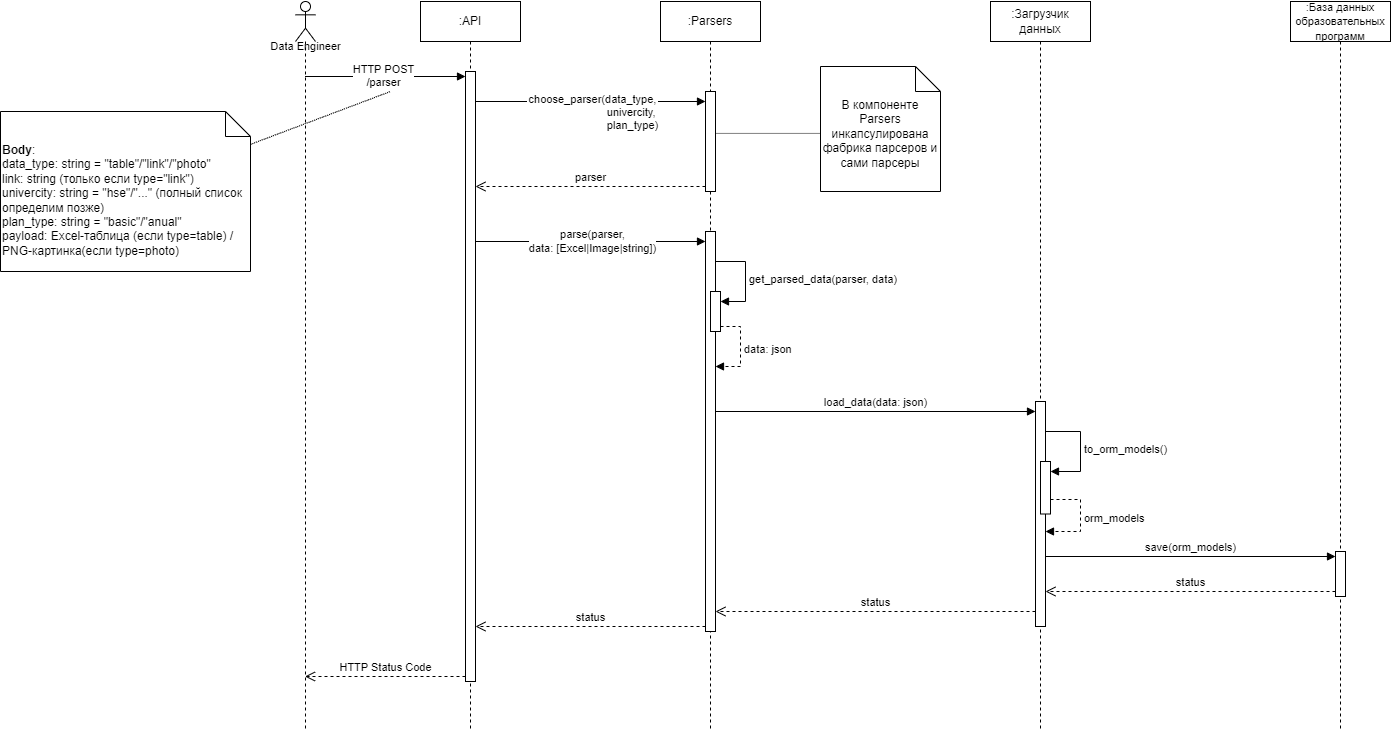 Data Engineer
:API
:Parsers
:Загрузчик
данных
:База данных
образовательных
программ
HTTP POST
/parser
choose_parser(data_type,
univercity,
plan_type)
В компоненте
Parsers
инкапсулирована
фабрика парсеров и
сами парсеры
Body:
data_type: string = "table"/"link"/"photo"
link: string (только если type="link")
univercity: string = "hse"/"..." (полный список
определим позже)
plan_type: string = "basic"/"anual"
payload: Excel-таблица (если type=table) /
PNG-картинка(если type=photo)
parser
parse(parser,
data: [Excel|Image|string])
get_parsed_data(parser, data)
data: json
load_data(data: json)
to_orm_models()
orm_models
save(orm_models)
status
status
status
HTTP Status Code